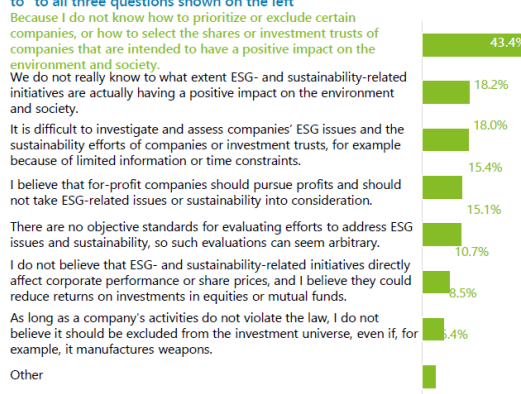 to" to all three questions shown on the left
Because I do not know how to prioritize or exclude certain
companies, or how to select the shares or investment trusts of
companies that are intended to have a positive impact on the
environment and society.
43.4%
We do not really know to what extent ESG- and sustainability-related
initiatives are actually having a positive impact on the environment
and society.
18.2%
It is difficult to investigate and assess companies' ESG issues and the
sustainability efforts of companies or investment trusts, for example
because of limited information or time constraints.
18.0%
15.4%
I believe that for-profit companies should pursue profits and should
not take ESG-related issues or sustainability into consideration.
15.1%
There are no objective standards for evaluating efforts to address ESG
issues and sustainability, so such evaluations can seem arbitrary.
10.7%
I do not believe that ESG- and sustainability-related initiatives directly
affect corporate performance or share prices, and I believe they could
reduce returns on investments in equities or mutual funds.
8.5%
As long as a company's activities do not violate the law, I do not
believe it should be excluded from the investment universe, even if, for
example, it manufactures weapons.
.4%
Other